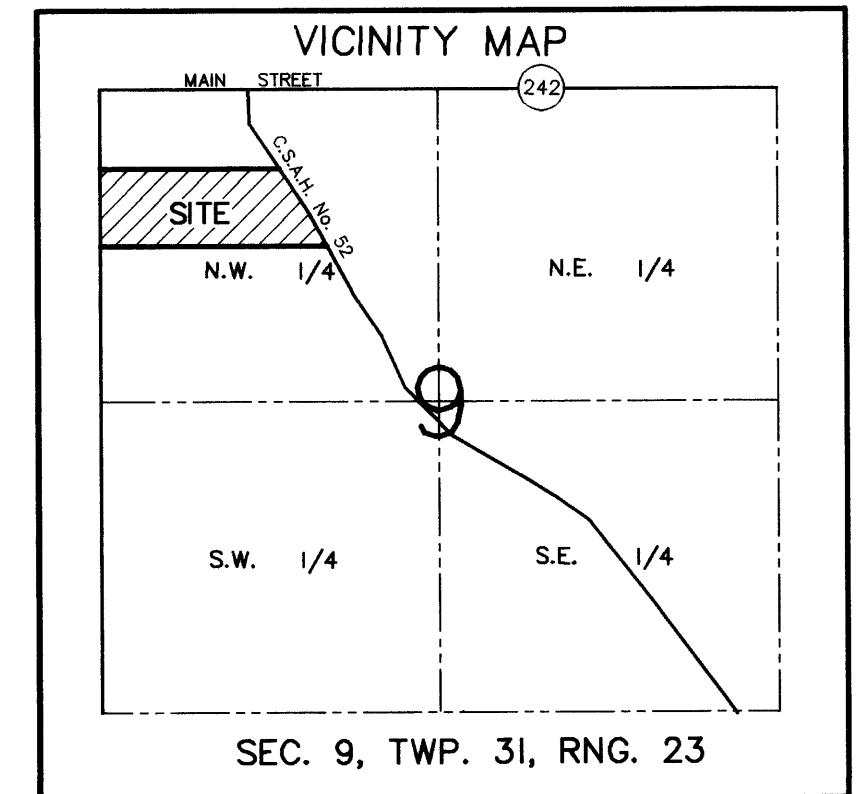 VICINITY MAP
MAIN STREET
242
C.S.A.H. No. 52
SITE
N.W. 1/4
N.E. 1/4
9
S.W. 1/4
S.E. 1/4
SEC. 9, TWP. 31, RNG. 23